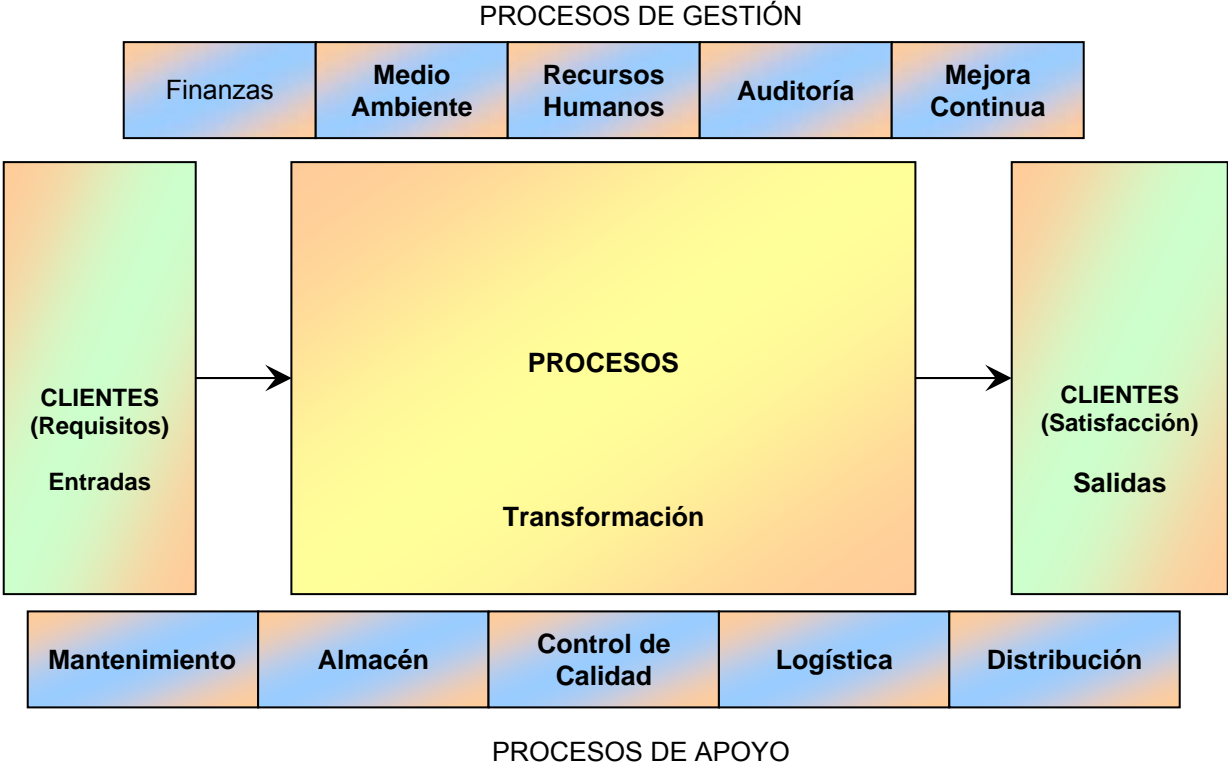 PROCESOS DE GESTIÓN
Finanzas
Medio
Ambiente
Recursos
Humanos
Auditoría
Mejora
Continua
CLIENTES
(Requisitos)
Entradas
PROCESOS
Transformación
CLIENTES
(Satisfacción)
Salidas
Mantenimiento
Almacén
Control de
Calidad
Logística
Distribución
PROCESOS DE APOYO